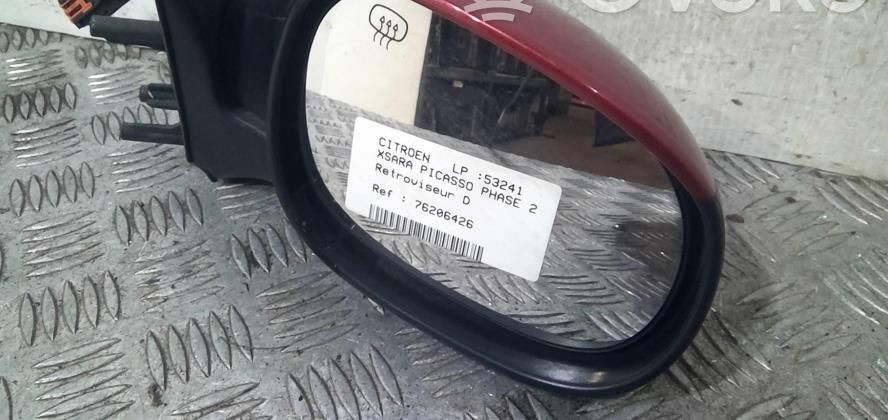 CITROEN LP :53241
XSARA PICASSO PHASE 2
Retroviseur D
Ref : 76206426